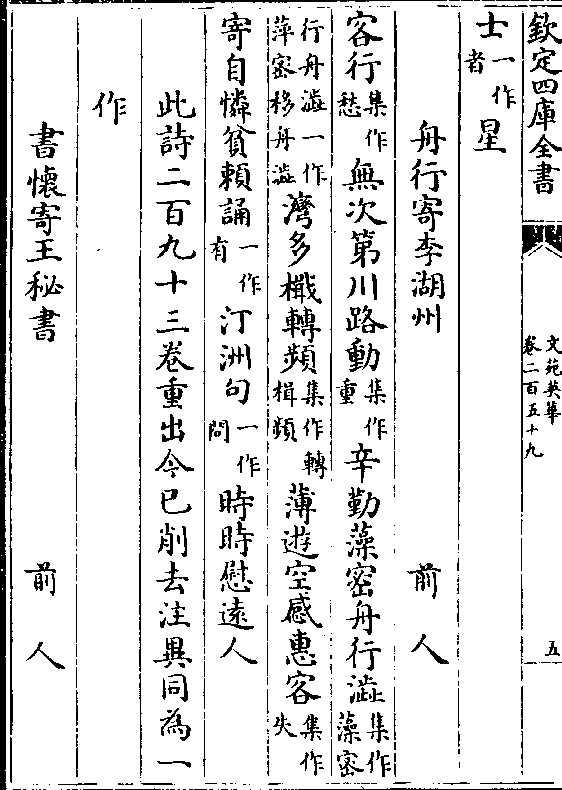 欽定四庫全書
文苑英華
卷二百五十九
五
士一作者星
舟行寄李湖州 前人
客行集作愁無次第川路動集作重辛勤藻密舟行澁集作藻密
行舟澁一作萍密移舟澁灣多檝轉頻集作轉楫頻薄遊空感惠客集作失
寄自憐貧賴誦一作有汀洲句一作問時時慰遠人
此詩二百九十三卷重出今已削去注異同為一
作
書懷寄王秘書 前人